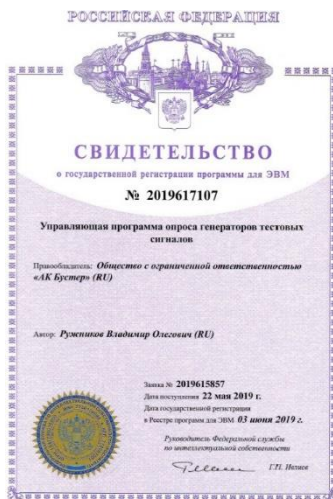 РОССИЙСКАЯ ФЕДЕРАЦИЯ
СВИДЕТЕЛЬСТВО
о государственной регистрации программы для ЭВМ
№ 2019617107
Управляющая программа опроса генераторов тестовых
сигналов
Правообладатель: Общество с ограниченной ответственностью
«АК Бустер» (RU)
Автор: Ружников Владимир Олегович (RU)
Заявка № 2019615857
Дата поступления 22 мая 2019 г.
Дата государственной регистрации
в Реестре программ для ЭВМ 03 июня 2019 г.
Руководитель Федеральной службы
по интеллектуальной собственности
Г.П. Ивлиев